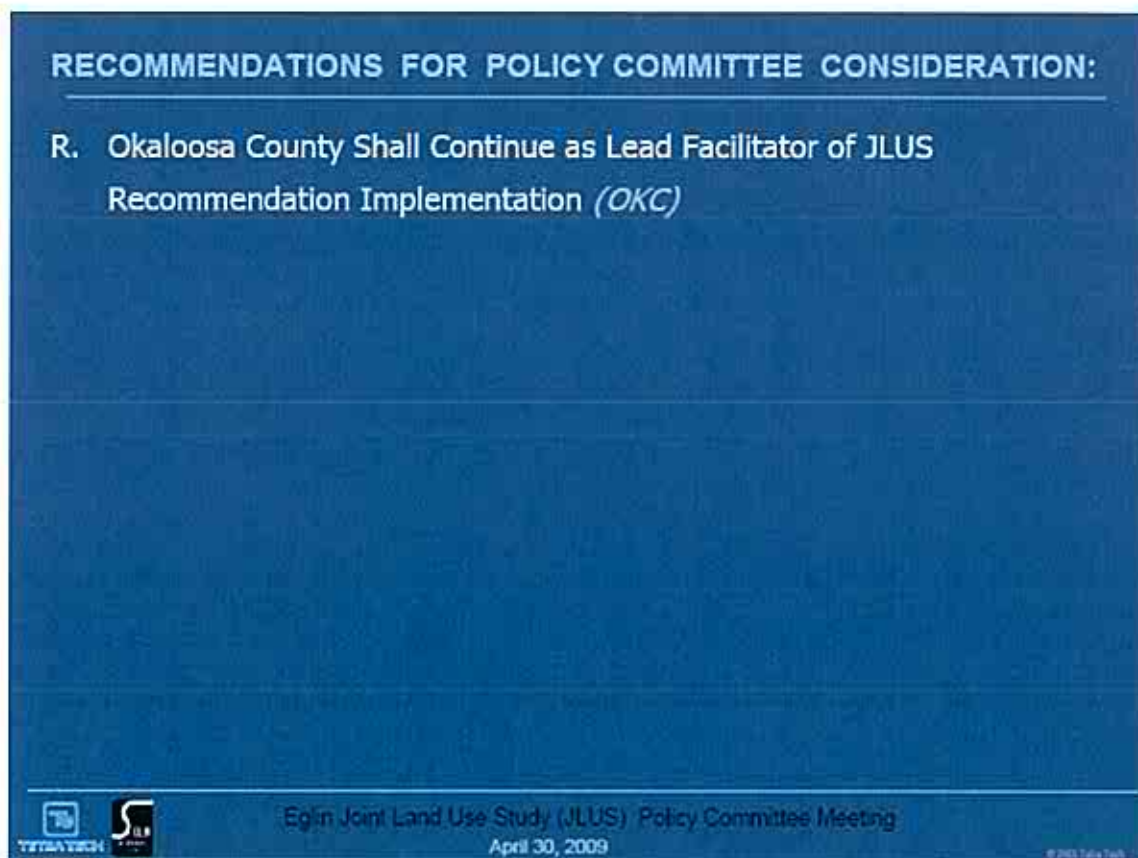 RECOMMENDATIONS FOR POLICY COMMITTEE CONSIDERATION:
R. Okaloosa County Shall Continue as Lead Facilitator of JLUS
Recommendation Implementation (OKC)
TETRA TECH
Eglin Joint Land Use Study (JLUS) Policy Committee Meeting
April 30, 2009